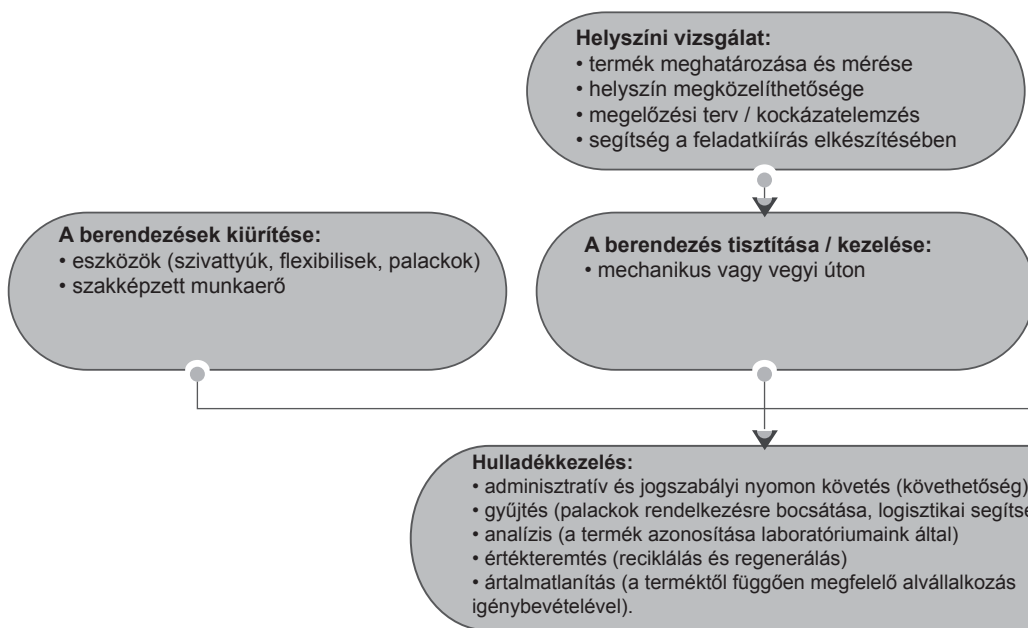 Helyszíni vizsgálat:
• termék meghatározása és mérése
• helyszín megközelíthetősége
• megelőzési terv / kockázatelemzés
• segítség a feladatkiírás elkészítésében
A berendezések kiürítése:
• eszközök (szivattyúk, flexibilisek, palackok)
• szakképzett munkaerő
A berendezés tisztítása / kezelése:
• mechanikus vagy vegyi úton
Hulladékkezelés:
• adminisztratív és jogszabályi nyomon követés (követhetőség)
• gyűjtés (palackok rendelkezésre bocsátása, logisztikai
• analízis (a termék azonosítása laboratóriumaink által)
• értékteremtés (reciklálás és regenerálás)
• ártalmatlanítás (a terméktől függően megfelelő alvállalkozás
igénybevételével).